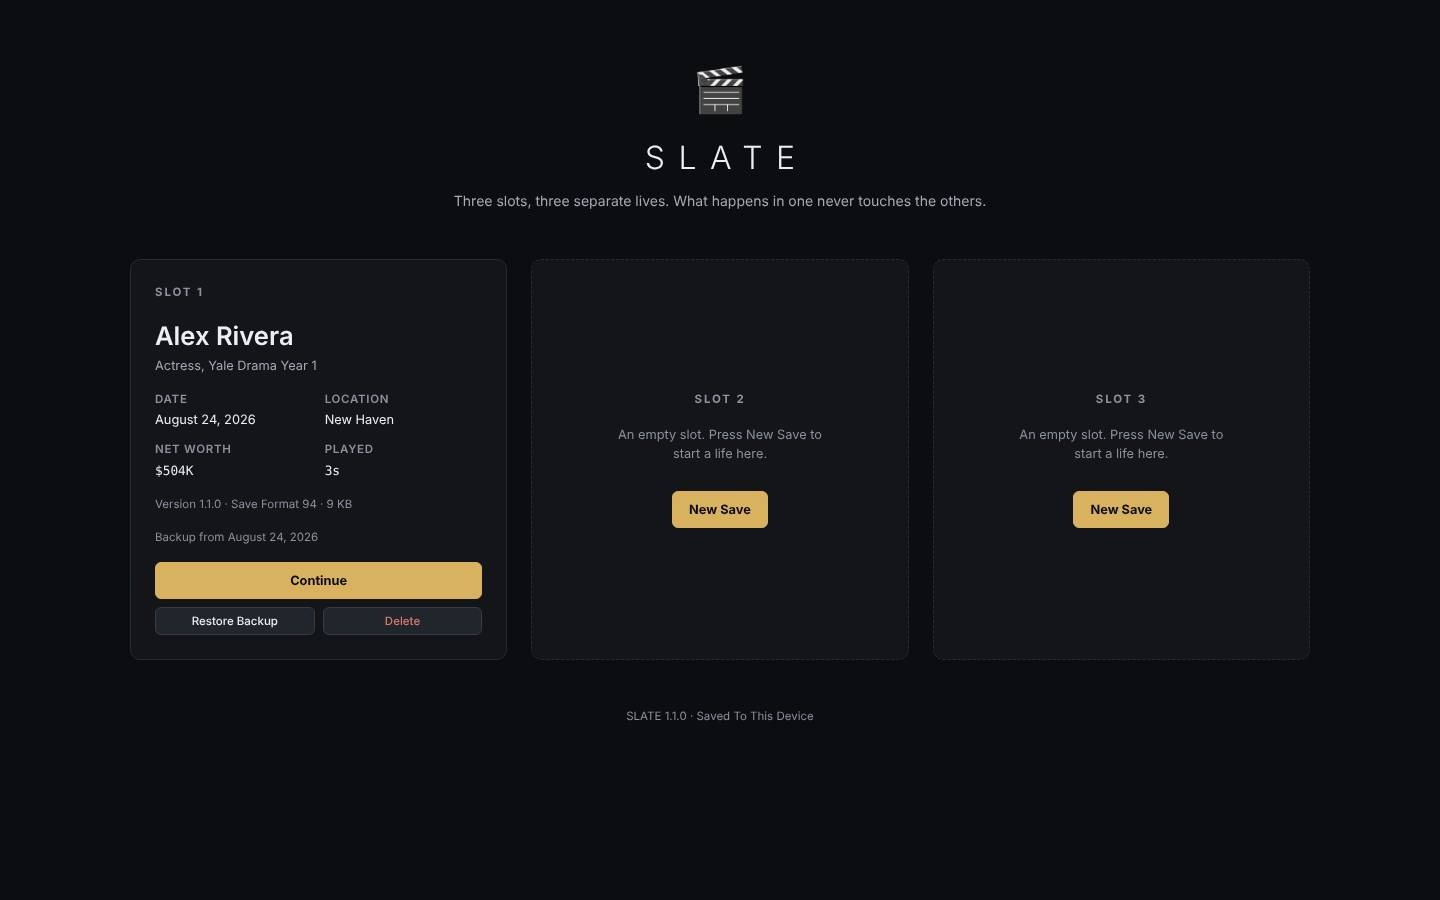 SLATE
Three slots, three separate lives. What happens in one never touches the others.
SLOT 1
Alex Rivera
Actress, Yale Drama Year 1
DATE
August 24, 2026
LOCATION
New Haven
NET WORTH
$504K
PLAYED
3s
Version 1.1.0 · Save Format 94 · 9 KB
Backup from August 24, 2026
Continue
Restore Backup
Delete
SLOT 2
An empty slot. Press New Save to
start a life here.
New Save
SLOT 3
An empty slot. Press New Save to
start a life here.
New Save
SLATE 1.1.0 · Saved To This Device